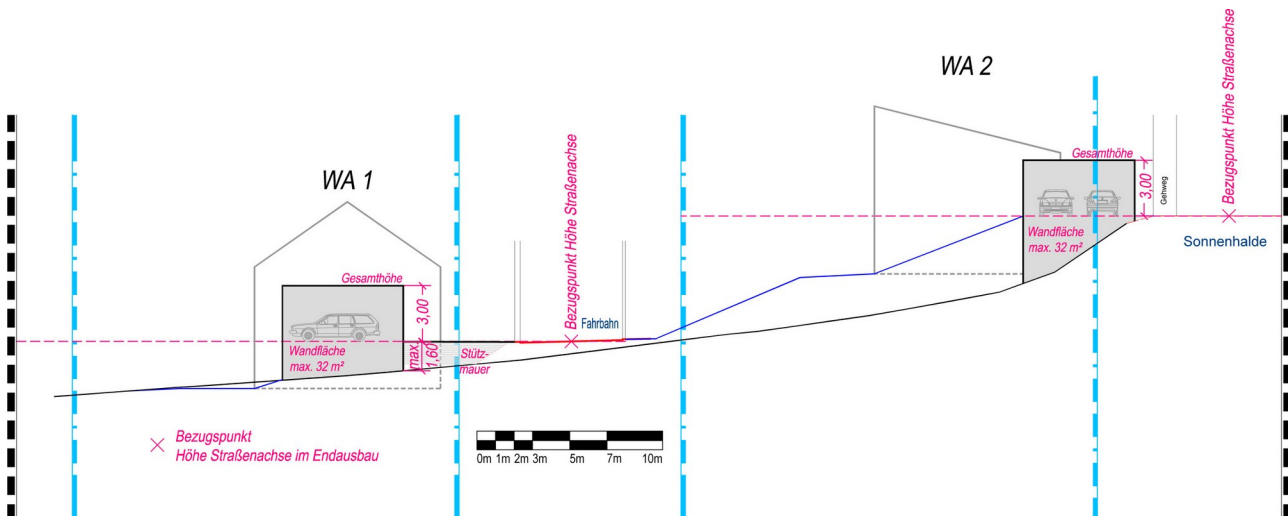 WA 2
Bezugspunkt Höhe Straßenachse
Gesamthöhe
3,00
Gehweg
WA 1
Bezugspunkt Höhe Straßenachse
Wandfläche
max. 32 m²
Sonnenhalde
Gesamthöhe
3,00
Fahrbahn
Wandfläche
max. 32 m²
max.
1,60
Stütz-
mauer
Bezugspunkt
Höhe Straßenachse im Endausbau
0m 1m 2m 3m 5m 7m 10m